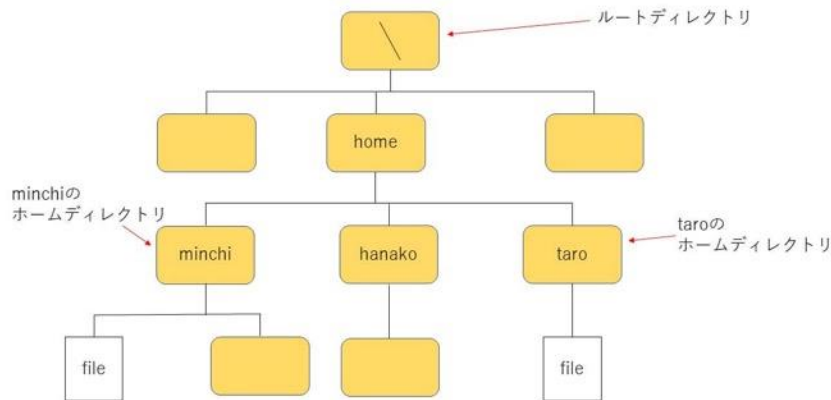 ルートディレクトリ
\
home
minchiの
ホームディレクトリ
taroの
ホームディレクトリ
minchi
hanako
taro
file
file